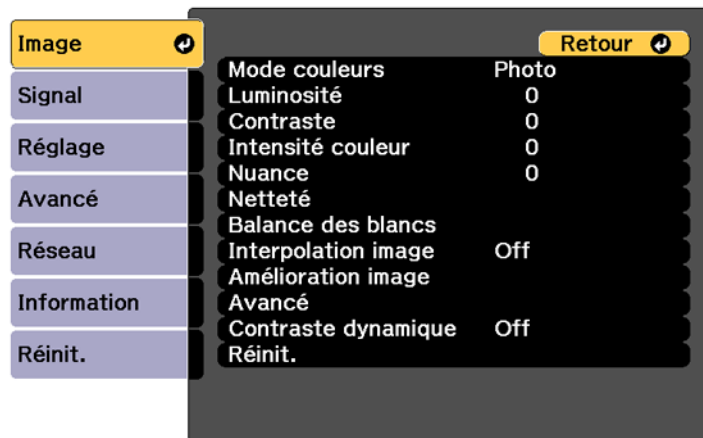 Image
Signal
Réglage
Avancé
Réseau
Information
Réinit.
Retour
Mode couleurs Photo
Luminosité 0
Contraste 0
Intensité couleur 0
Nuance 0
Netteté
Balance des blancs
Interpolation image Off
Amélioration image
Avancé
Contraste dynamique Off
Réinit.